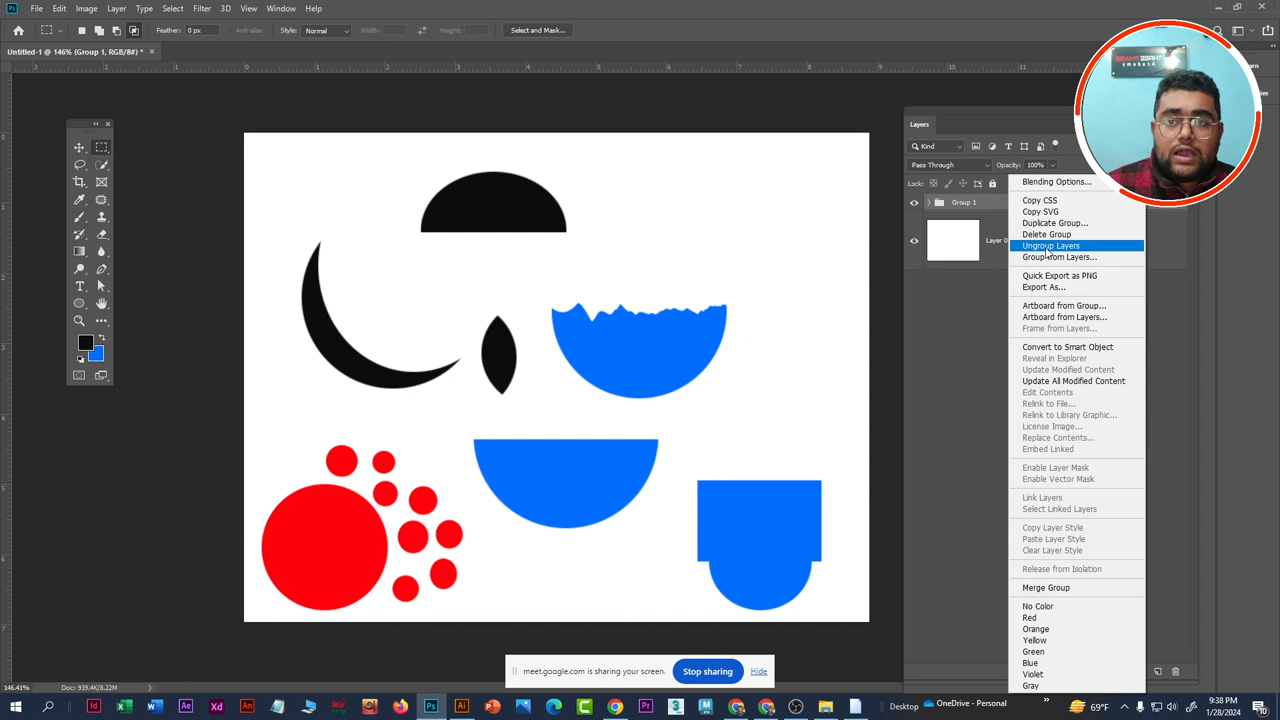 Ps File Edit Image Layer Type Select Filter 3D View Window Help
Feather: 0 px Anti-alias Style: Normal Width: Height: Select and Mask...
Untitled-1 @ 146% (Group 1, RGB/8#) *
Layers
Kind
Pass Through Opacity: 100%
Lock:
Group 1
Layer 0
Blending Options...
Copy CSS
Copy SVG
Duplicate Group...
Delete Group
Ungroup Layers
Group from Layers...
Quick Export as PNG
Export As...
Artboard from Group...
Artboard from Layers...
Frame from Layers...
Convert to Smart Object
Reveal in Explorer
Update Modified Content
Update All Modified Content
Edit Contents
Relink to File...
Relink to Library Graphic...
License Image...
Replace Contents...
Embed Linked
Enable Layer Mask
Enable Vector Mask
Link Layers
Select Linked Layers
Copy Layer Style
Paste Layer Style
Clear Layer Style
Release from Isolation
Merge Group
No Color
Red
Orange
Yellow
Green
Blue
Violet
Gray
meet.google.com is sharing your screen. Stop sharing Hide
146.41% Doc: 939.4K/8.22M
Desktop OneDrive - Personal 69°F 9:38 PM
1/28/2024